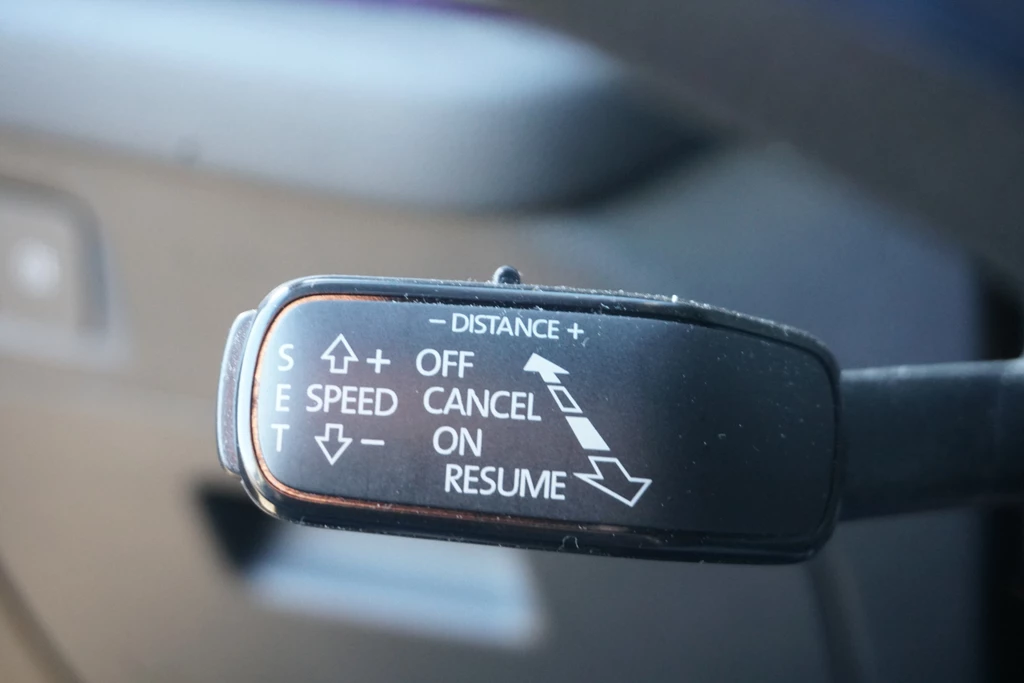 - DISTANCE +
S + OFF
E SPEED CANCEL
T - ON
RESUME